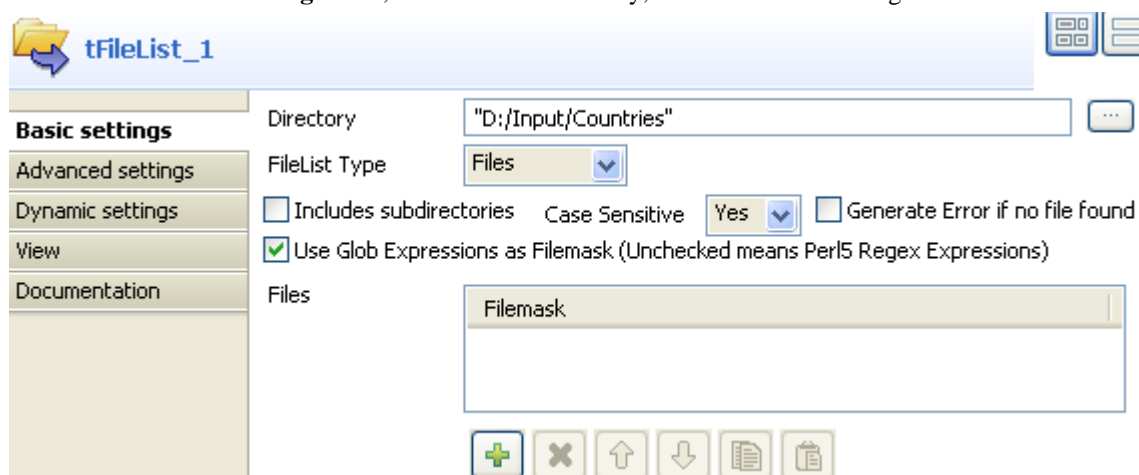 tFileList_1
Basic settings
Advanced settings
Dynamic settings
View
Documentation
Directory "D:/Input/Countries" ...
FileList Type Files
Includes subdirectories Case Sensitive Yes Generate Error if no file found
Use Glob Expressions as Filemask (Unchecked means Perl5 Regex Expressions)
Files Filemask